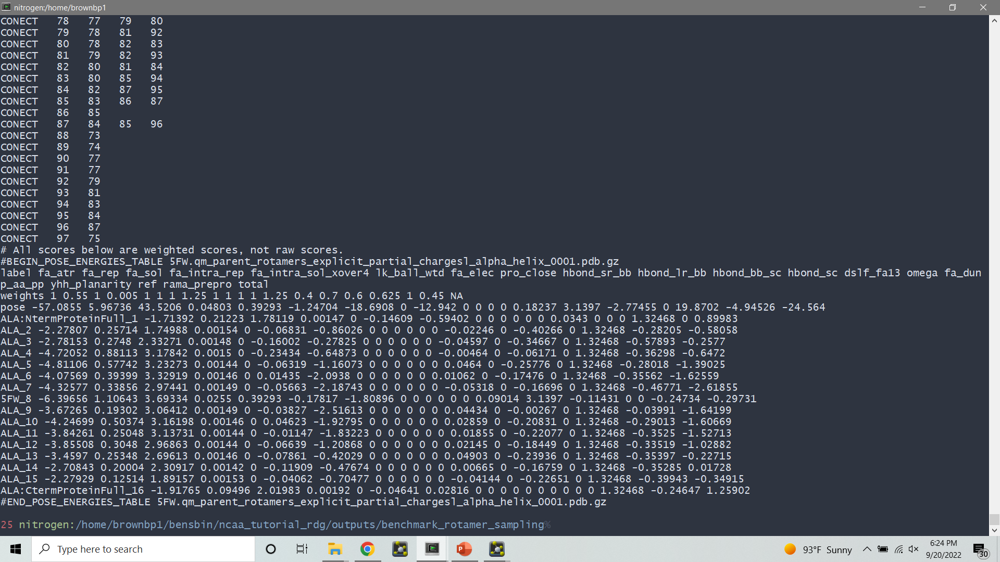 nitrogen:/home/brownbp1
CONECT   78   77   79   80
CONECT   79   78   81   92
CONECT   80   78   82   83
CONECT   81   79   82   93
CONECT   82   80   81   84
CONECT   83   80   85   94
CONECT   84   82   87   95
CONECT   85   83   86   87
CONECT   86   85
CONECT   87   84   85   96
CONECT   88   73
CONECT   89   74
CONECT   90   77
CONECT   91   77
CONECT   92   79
CONECT   93   81
CONECT   94   83
CONECT   95   84
CONECT   96   87
CONECT   97   75
# All scores below are weighted scores, not raw scores.
#BEGIN_POSE_ENERGIES_TABLE 5FW.qm_parent_rotamers_explicit_partial_chargesl_alpha_helix_0001.pdb.gz
label fa_atr fa_rep fa_sol fa_intra_rep fa_intra_sol_xover4 lk_ball_wtd fa_elec pro_close hbond_sr_bb hbond_lr_bb hbond_bb_sc hbond_sc dslf_fa13 omega fa_dun
p_aa_pp yhh_planarity ref rama_prepro total
weights 1 0.55 1 0.005 1 1 1 1.25 1 1 1 1 1.25 0.4 0.7 0.6 0.625 1 0.45 NA
pose -57.0855 5.96736 43.5206 0.04803 0.39293 -1.24704 -18.6908 0 -12.942 0 0 0 0 0.18237 3.1397 -2.77455 0 19.8702 -4.94526 -24.564
ALA:NtermProteinFull_1 -1.71392 0.21223 1.78119 0.00147 0 -0.14609 -0.59402 0 0 0 0 0 0 0.0343 0 0 0 1.32468 0 0.89983
ALA_2 -2.27807 0.25714 1.74988 0.00154 0 -0.06831 -0.86026 0 0 0 0 0 0 -0.02246 0 -0.40266 0 1.32468 -0.28205 -0.58058
ALA_3 -2.78153 0.2748 2.33271 0.00148 0 -0.16002 -0.27825 0 0 0 0 0 0 -0.04597 0 -0.34667 0 1.32468 -0.57893 -0.2577
ALA_4 -4.72052 0.88113 3.17842 0.0015 0 -0.23434 -0.64873 0 0 0 0 0 0 -0.00464 0 -0.06171 0 1.32468 -0.36298 -0.6472
ALA_5 -4.81106 0.57742 3.23273 0.00144 0 -0.06319 -1.16073 0 0 0 0 0 0 0.0464 0 -0.25776 0 1.32468 -0.28018 -1.39025
ALA_6 -4.07569 0.39399 3.32919 0.00146 0 0.01435 -2.0938 0 0 0 0 0 0 0.01062 0 -0.17476 0 1.32468 -0.35562 -1.62559
ALA_7 -4.32577 0.33856 2.97441 0.00149 0 -0.05663 -2.18743 0 0 0 0 0 0 -0.05318 0 -0.16696 0 1.32468 -0.46771 -2.61855
5FW_8 -6.39656 1.10643 3.69334 0.0255 0.39293 -0.17817 -1.80896 0 0 0 0 0 0 0.09014 3.1397 -0.11431 0 0 -0.24734 -0.29731
ALA_9 -3.67265 0.19302 3.06412 0.00149 0 -0.03827 -2.51613 0 0 0 0 0 0 0.04434 0 -0.00267 0 1.32468 -0.03991 -1.64199
ALA_10 -4.24699 0.50374 3.16198 0.00146 0 0.04623 -1.92795 0 0 0 0 0 0 0.02859 0 -0.20831 0 1.32468 -0.29013 -1.60669
ALA_11 -3.84261 0.25048 3.13731 0.00144 0 -0.01147 -1.83223 0 0 0 0 0 0 0.01855 0 -0.22077 0 1.32468 -0.3525 -1.52713
ALA_12 -3.85508 0.3048 2.96863 0.00144 0 -0.06639 -1.20868 0 0 0 0 0 0 0.02145 0 -0.18449 0 1.32468 -0.33519 -1.02882
ALA_13 -3.4597 0.25348 2.69613 0.00146 0 -0.07861 -0.42029 0 0 0 0 0 0 0.04903 0 -0.23936 0 1.32468 -0.35397 -0.22715
ALA_14 -2.70843 0.20004 2.30917 0.00142 0 -0.11909 -0.47674 0 0 0 0 0 0 0.00665 0 -0.16759 0 1.32468 -0.35285 0.01728
ALA_15 -2.27929 0.12514 1.89157 0.00153 0 -0.04062 -0.70477 0 0 0 0 0 0 -0.04144 0 -0.22651 0 1.32468 -0.39943 -0.34915
ALA:CtermProteinFull_16 -1.91765 0.09496 2.01983 0.00192 0 -0.04641 0.02816 0 0 0 0 0 0 0 0 0 0 1.32468 -0.24647 1.25902
#END_POSE_ENERGIES_TABLE 5FW.qm_parent_rotamers_explicit_partial_chargesl_alpha_helix_0001.pdb.gz
25 nitrogen:/home/brownbp1/bensbin/ncaa_tutorial_rdg/outputs/benchmark_rotamer_sampling%
Type here to search
93°F Sunny
6:24 PM
9/20/2022
30